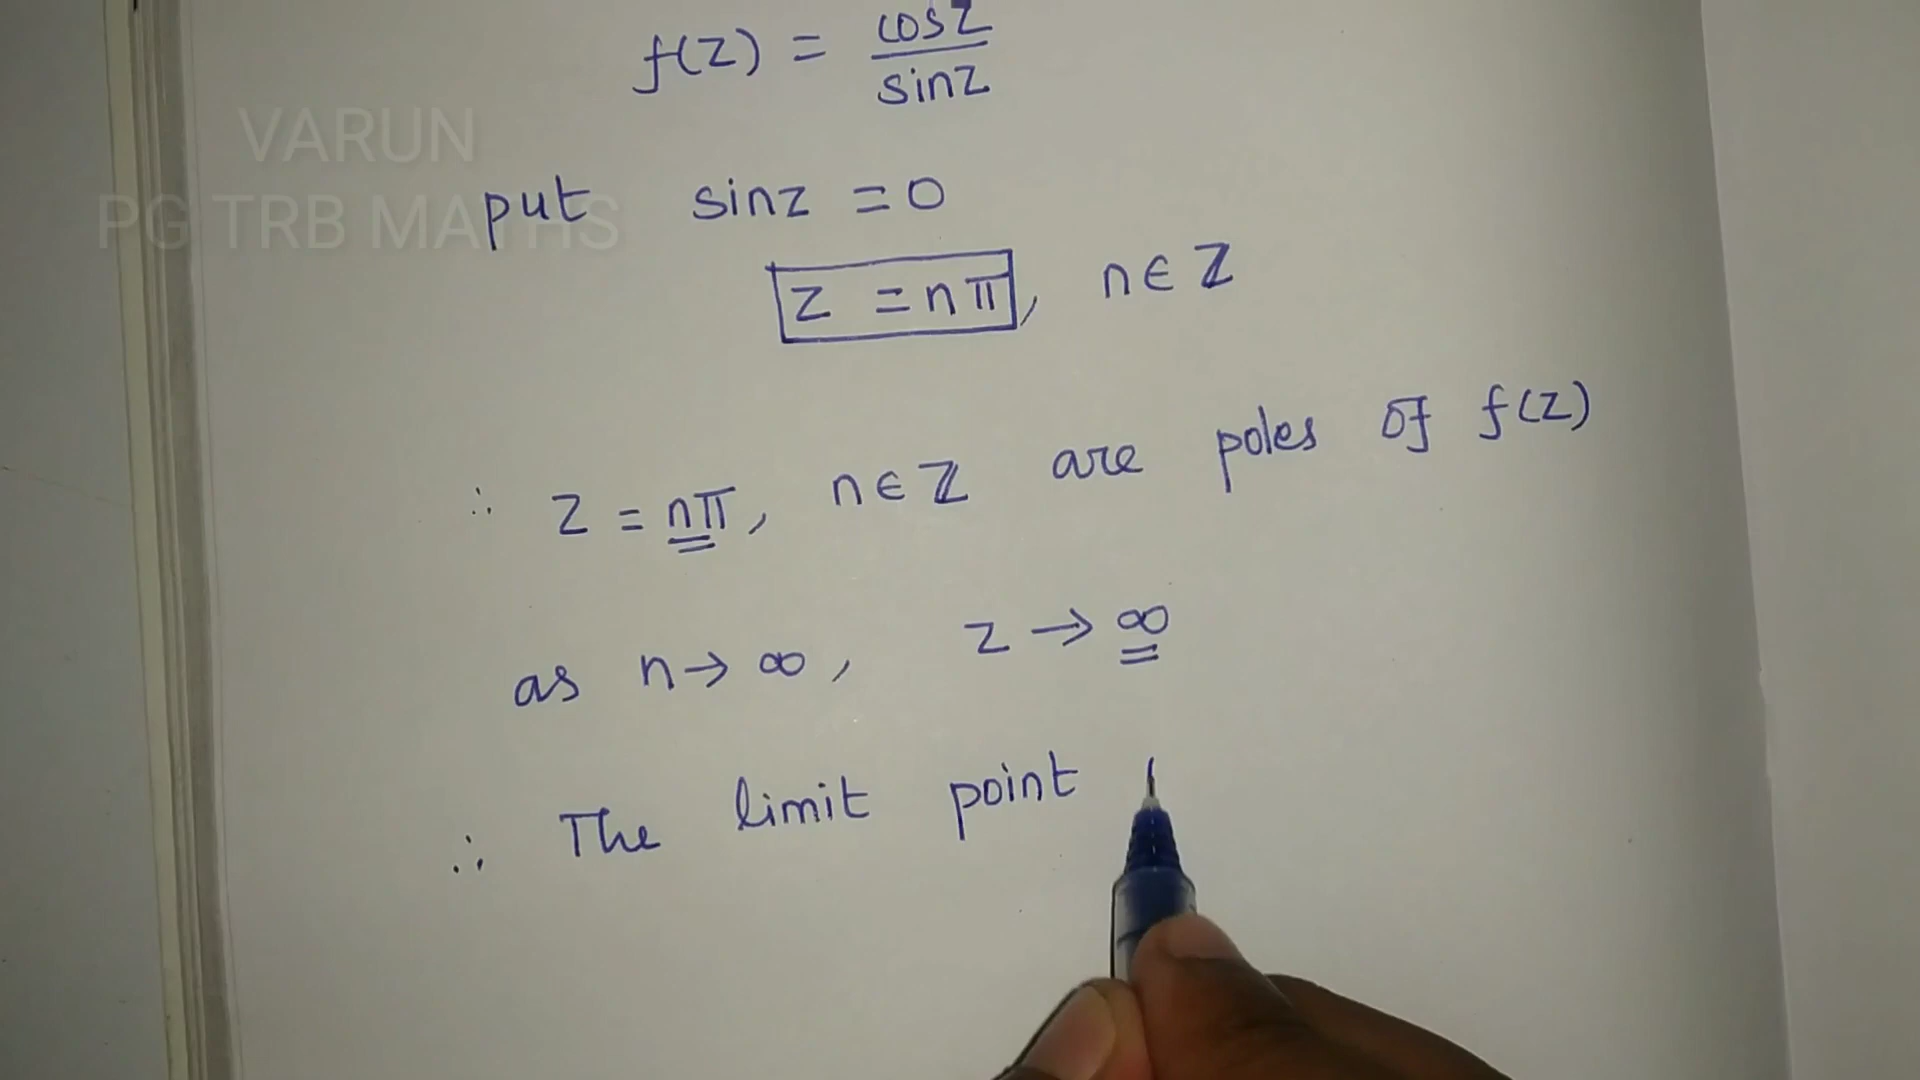 f(z) = cosz / sinz
VARUN
PG TRB MATHS
put sinz = 0
z = nπ, n ∈ ℤ
∴ z = nπ, n ∈ ℤ are poles of f(z)
as n → ∞, z → ∞
∴ The limit point